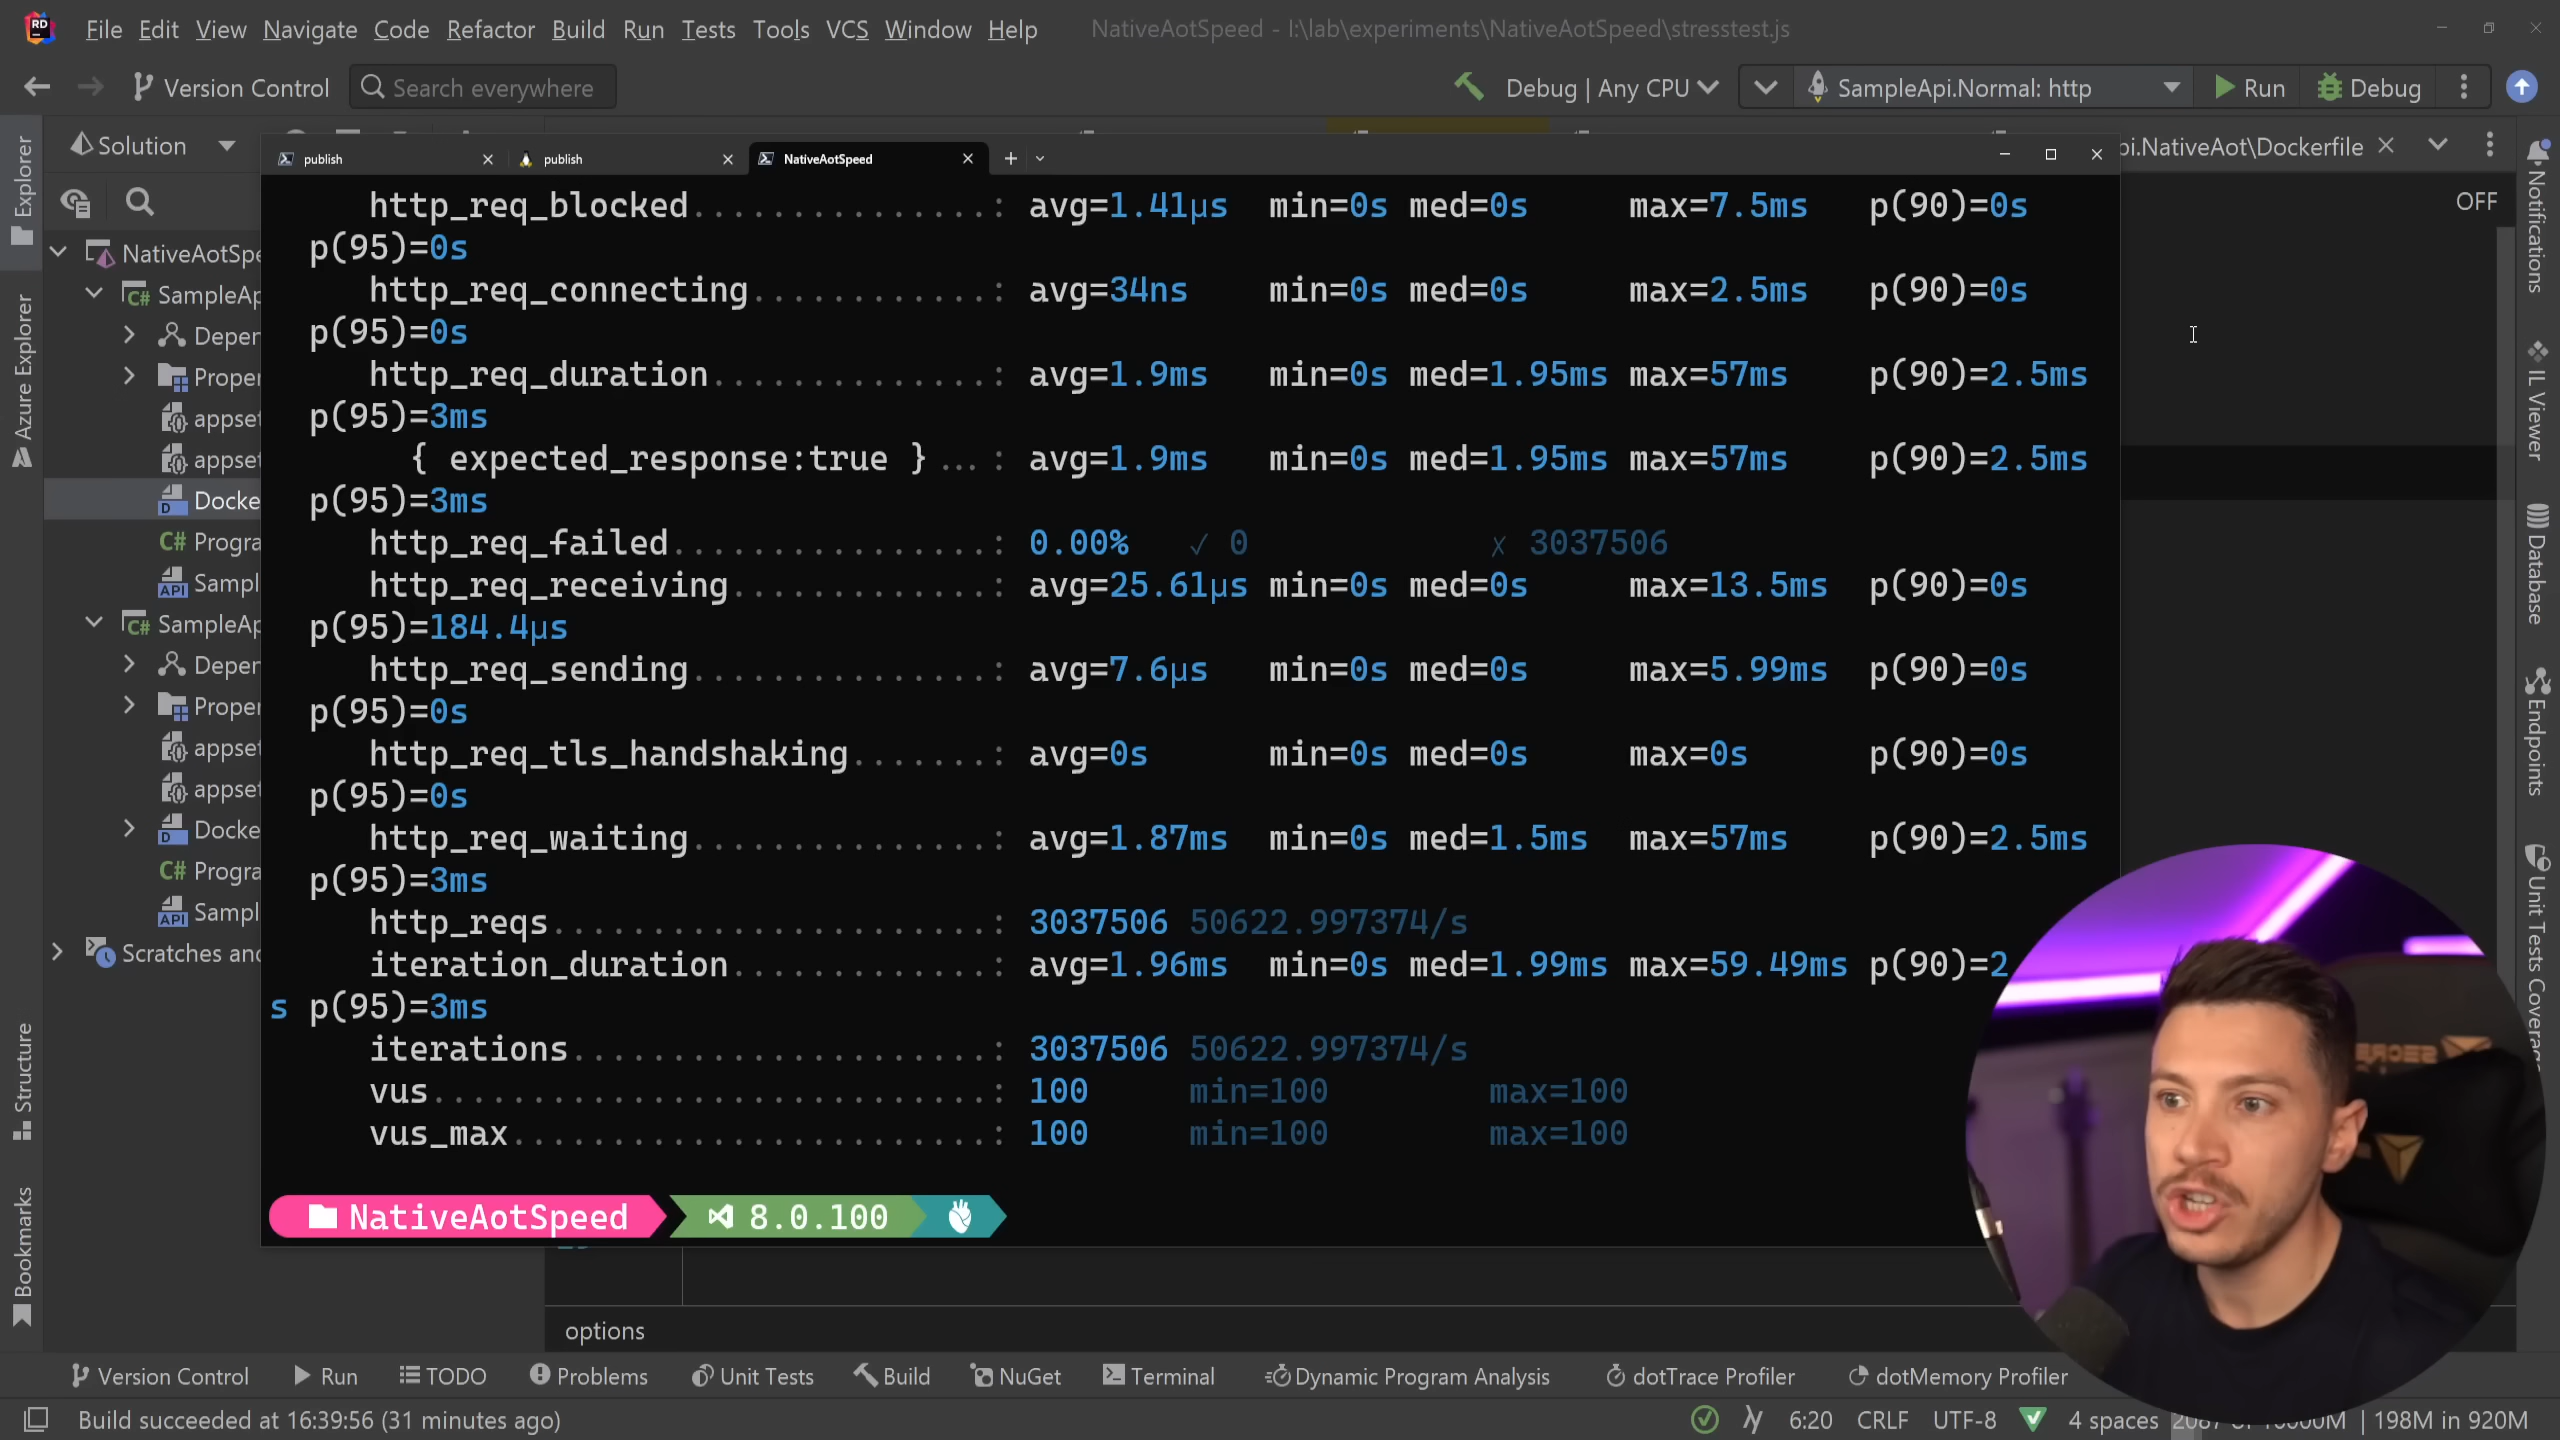 File Edit View Navigate Code Refactor Build Run Tests Tools VCS Window Help NativeAotSpeed - I:\lab\experiments\NativeAotSpeed\stresstest.js
Version Control Search everywhere Debug | Any CPU SampleApi.Normal: http Run Debug
Solution
publish publish NativeAotSpeed
pi.NativeAot\Dockerfile
OFF
Explorer
Azure Explorer
Structure
Bookmarks
NativeAotSpe
SampleAp
Depen
Proper
appset
appset
Docke
C# Progra
API Sampl
SampleAp
Depen
Proper
appset
appset
Docke
C# Progra
API Sampl
Scratches and
http_req_blocked...............: avg=1.41µs min=0s med=0s max=7.5ms p(90)=0s
p(95)=0s
http_req_connecting............: avg=34ns min=0s med=0s max=2.5ms p(90)=0s
p(95)=0s
http_req_duration..............: avg=1.9ms min=0s med=1.95ms max=57ms p(90)=2.5ms
p(95)=3ms
{ expected_response:true }...: avg=1.9ms min=0s med=1.95ms max=57ms p(90)=2.5ms
p(95)=3ms
http_req_failed................: 0.00% ✓ 0 ✗ 3037506
http_req_receiving.............: avg=25.61µs min=0s med=0s max=13.5ms p(90)=0s
p(95)=184.4µs
http_req_sending...............: avg=7.6µs min=0s med=0s max=5.99ms p(90)=0s
p(95)=0s
http_req_tls_handshaking.......: avg=0s min=0s med=0s max=0s p(90)=0s
p(95)=0s
http_req_waiting...............: avg=1.87ms min=0s med=1.5ms max=57ms p(90)=2.5ms
p(95)=3ms
http_reqs......................: 3037506 50622.997374/s
iteration_duration.............: avg=1.96ms min=0s med=1.99ms max=59.49ms p(90)=2
s p(95)=3ms
iterations.....................: 3037506 50622.997374/s
vus............................: 100 min=100 max=100
vus_max........................: 100 min=100 max=100
NativeAotSpeed 8.0.100
Notifications
IL Viewer
Database
Endpoints
Unit Tests Coverage
options
Version Control Run TODO Problems Unit Tests Build NuGet Terminal Dynamic Program Analysis dotTrace Profiler dotMemory Profiler
Build succeeded at 16:39:56 (31 minutes ago) 6:20 CRLF UTF-8 4 spaces | 198M in 920M